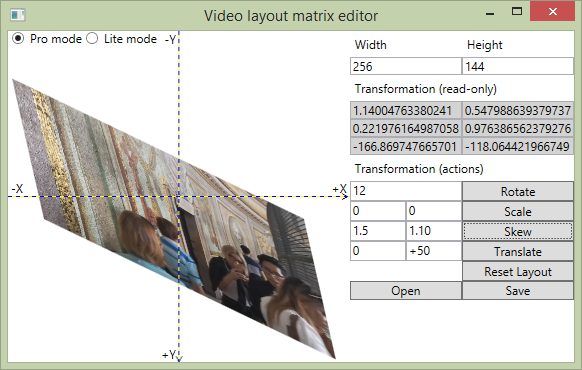 Video layout matrix editor
Pro mode Lite mode -Y
Width Height
256 144
Transformation (read-only)
1.14004763380241 0.547988639379737
0.221976164987058 0.976386562379276
-166.869747665701 -118.064421966749
Transformation (actions)
-X +X 12 Rotate
0 0 Scale
1.5 1.10 Skew
0 +50 Translate
Reset Layout
Open Save
+Y